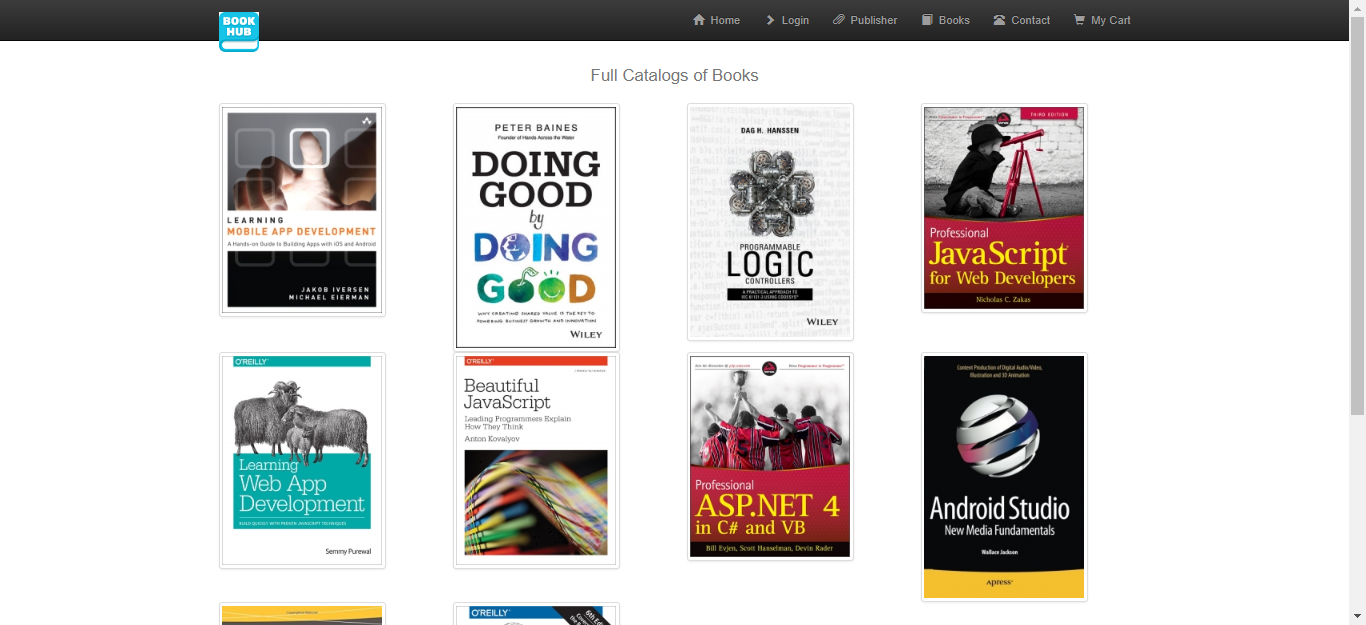 BOOK
HUB
Home
Login
Publisher
Books
Contact
My Cart
Full Catalogs of Books
LEARNING
MOBILE APP DEVELOPMENT
A Hands-on Guide to Building Apps with iOS and Android
JAKOB IVERSEN
MICHAEL EIERMAN
PETER BAINES
Founder of Hands Across the Water
DOING
GOOD
by
DOING
GOOD
WHY CREATING SHARED VALUE IS THE KEY TO
POWERING BUSINESS GROWTH AND INNOVATION
WILEY
DAG H. HANSSEN
PROGRAMMABLE
LOGIC
CONTROLLERS
A PRACTICAL APPROACH TO
IEC 61131-3 USING CODESYS
WILEY
THIRD EDITION
Professional
JavaScript
for Web Developers
Nicholas C. Zakas
O'REILLY
Learning
Web App
Development
BUILD QUICKLY WITH PROVEN JAVASCRIPT TECHNIQUES
Semmy Purewal
O'REILLY
Beautiful
JavaScript
Leading Programmers Explain
How They Think
Anton Kovalyov
Professional
ASP.NET 4
in C# and VB
Bill Evjen, Scott Hanselman, Devin Rader
Content Production of Digital Audio/Video,
Illustration and 3D Animation
Android Studio
New Media Fundamentals
Wallace Jackson
Apress
O'REILLY
6th Edi